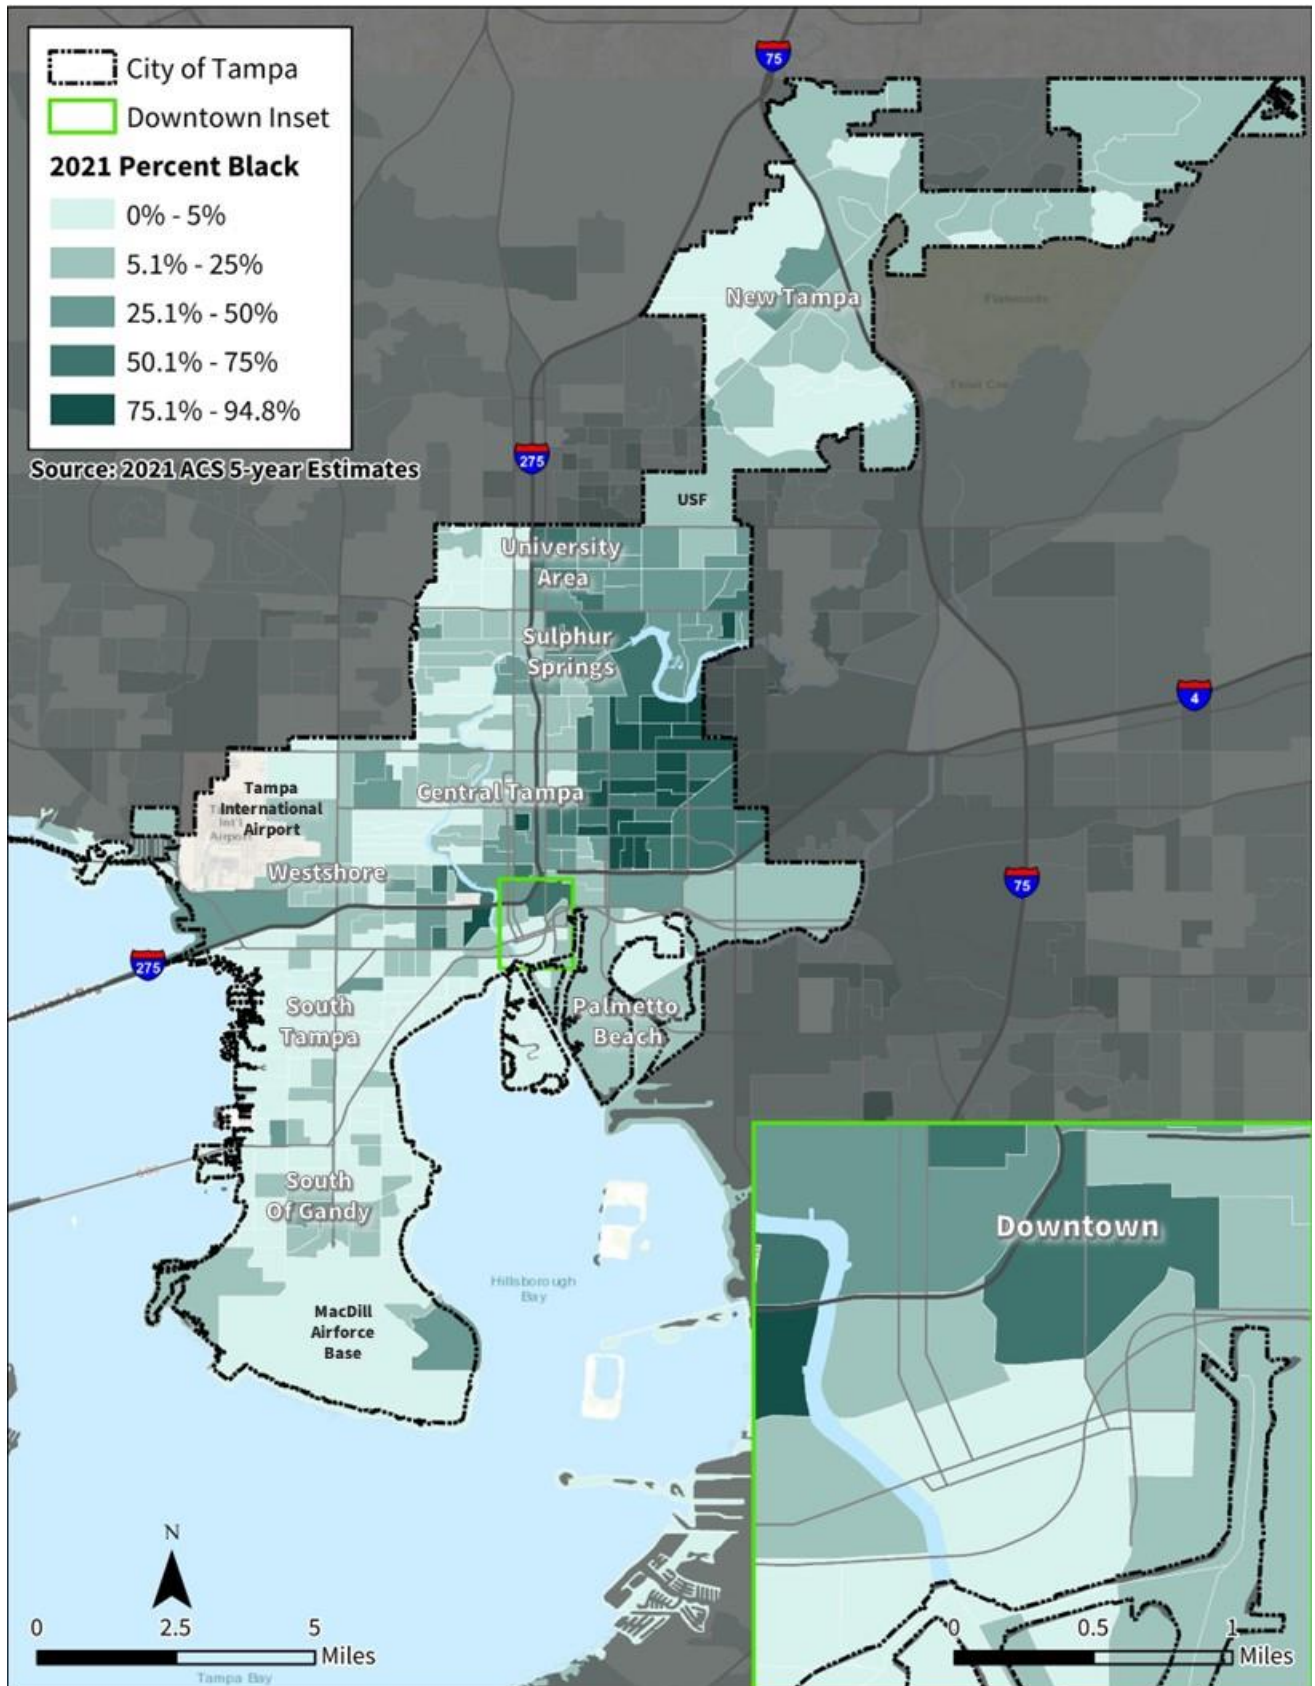 City of Tampa
Downtown Inset
2021 Percent Black
0% - 5%
5.1% - 25%
25.1% - 50%
50.1% - 75%
75.1% - 94.8%
Source: 2021 ACS 5-year Estimates
75
275
New Tampa
USF
University
Area
Sulphur
Springs
4
Tampa
International
Airport
Central Tampa
Westshore
75
275
South
Tampa
Palmetto
Beach
South
Of Gandy
Hillsborough
Bay
MacDill
Airforce
Base
Downtown
N
0 2.5 5
Miles
Tampa Bay
0 0.5 1
Miles